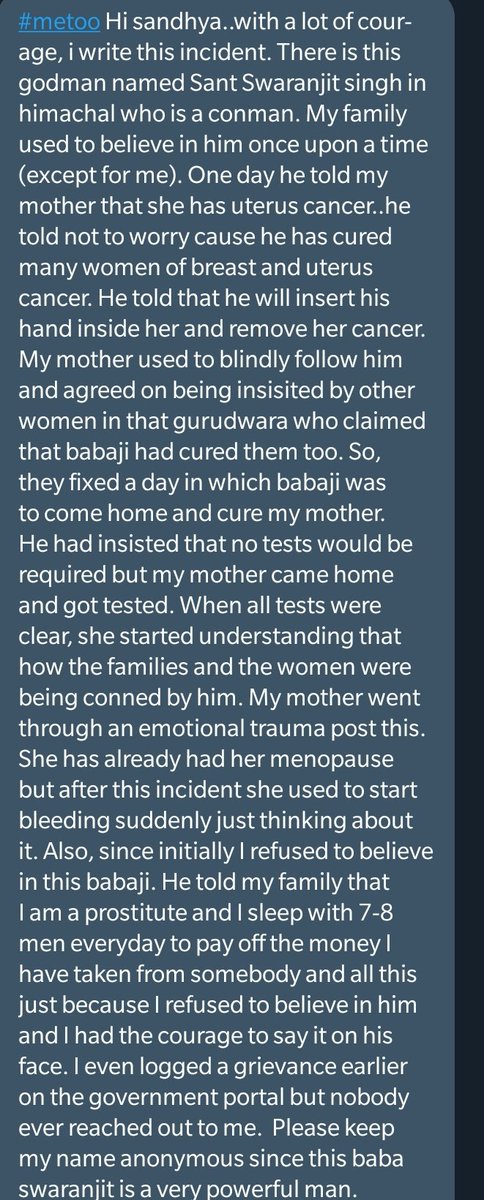 #metoo Hi sandhya..with a lot of cour-
age, i write this incident. There is this
godman named Sant Swaranjit singh in
himachal who is a conman. My family
used to believe in him once upon a time
(except for me). One day he told my
mother that she has uterus cancer..he
told not to worry cause he has cured
many women of breast and uterus
cancer. He told that he will insert his
hand inside her and remove her cancer.
My mother used to blindly follow him
and agreed on being insisited by other
women in that gurudwara who claimed
that babaji had cured them too. So,
they fixed a day in which babaji was
to come home and cure my mother.
He had insisted that no tests would be
required but my mother came home
and got tested. When all tests were
clear, she started understanding that
how the families and the women were
being conned by him. My mother went
through an emotional trauma post this.
She has already had her menopause
but after this incident she used to start
bleeding suddenly just thinking about
it. Also, since initially I refused to believe
in this babaji. He told my family that
I am a prostitute and I sleep with 7-8
men everyday to pay off the money I
have taken from somebody and all this
just because I refused to believe in him
and I had the courage to say it on his
face. I even logged a grievance earlier
on the government portal but nobody
ever reached out to me.  Please keep
my name anonymous since this baba
swaranjit is a very powerful man.